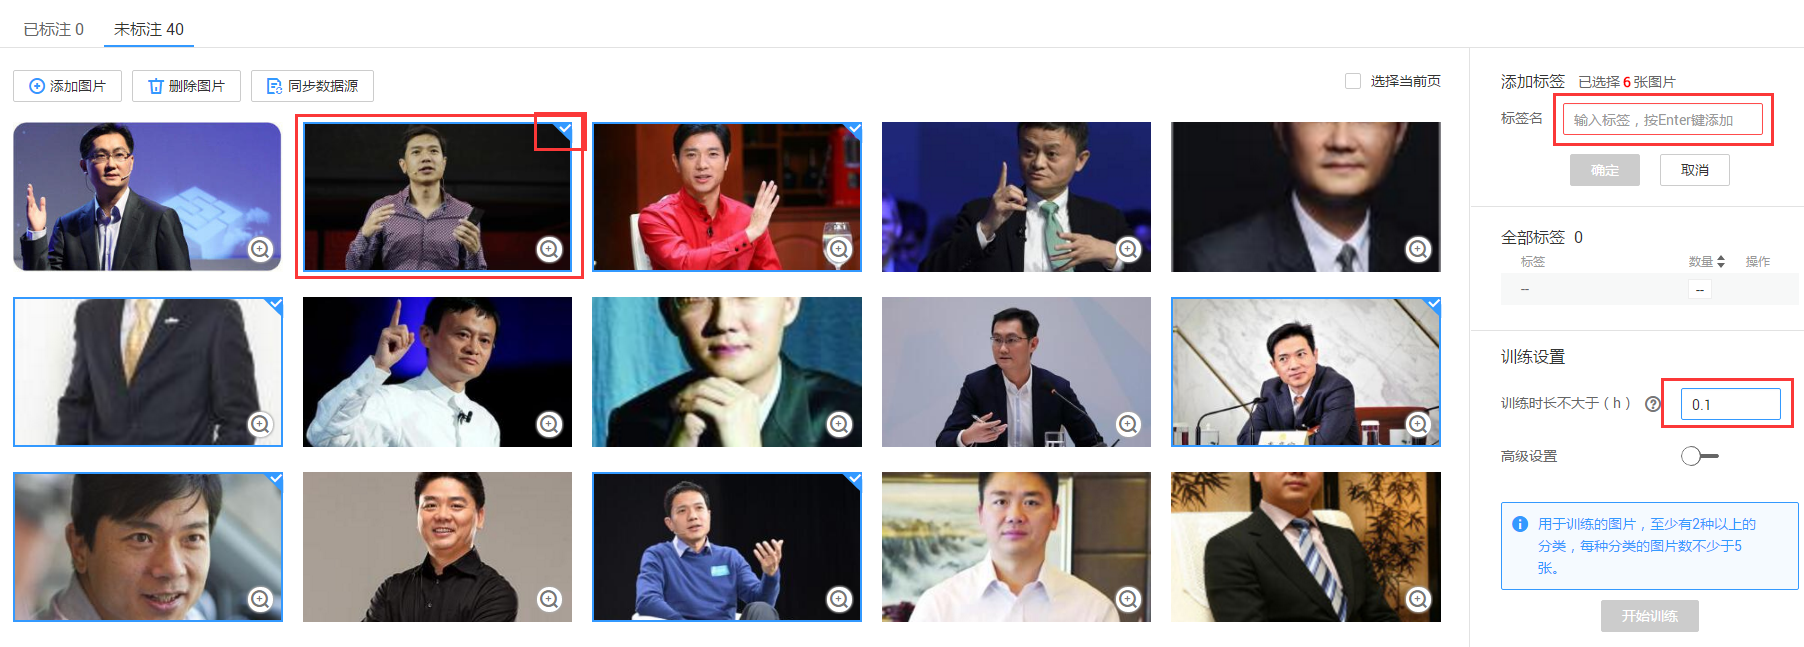 已标注 0
未标注 40
添加图片
删除图片
同步数据源
选择当前页
添加标签 已选择 6 张图片
标签名
输入标签，按Enter键添加
确定
取消
全部标签 0
标签 数量 操作
-- --
训练设置
训练时长不大于（h） ? 0.1
高级设置
用于训练的图片，至少有2种以上的
分类，每种分类的图片数不少于5
张。
开始训练